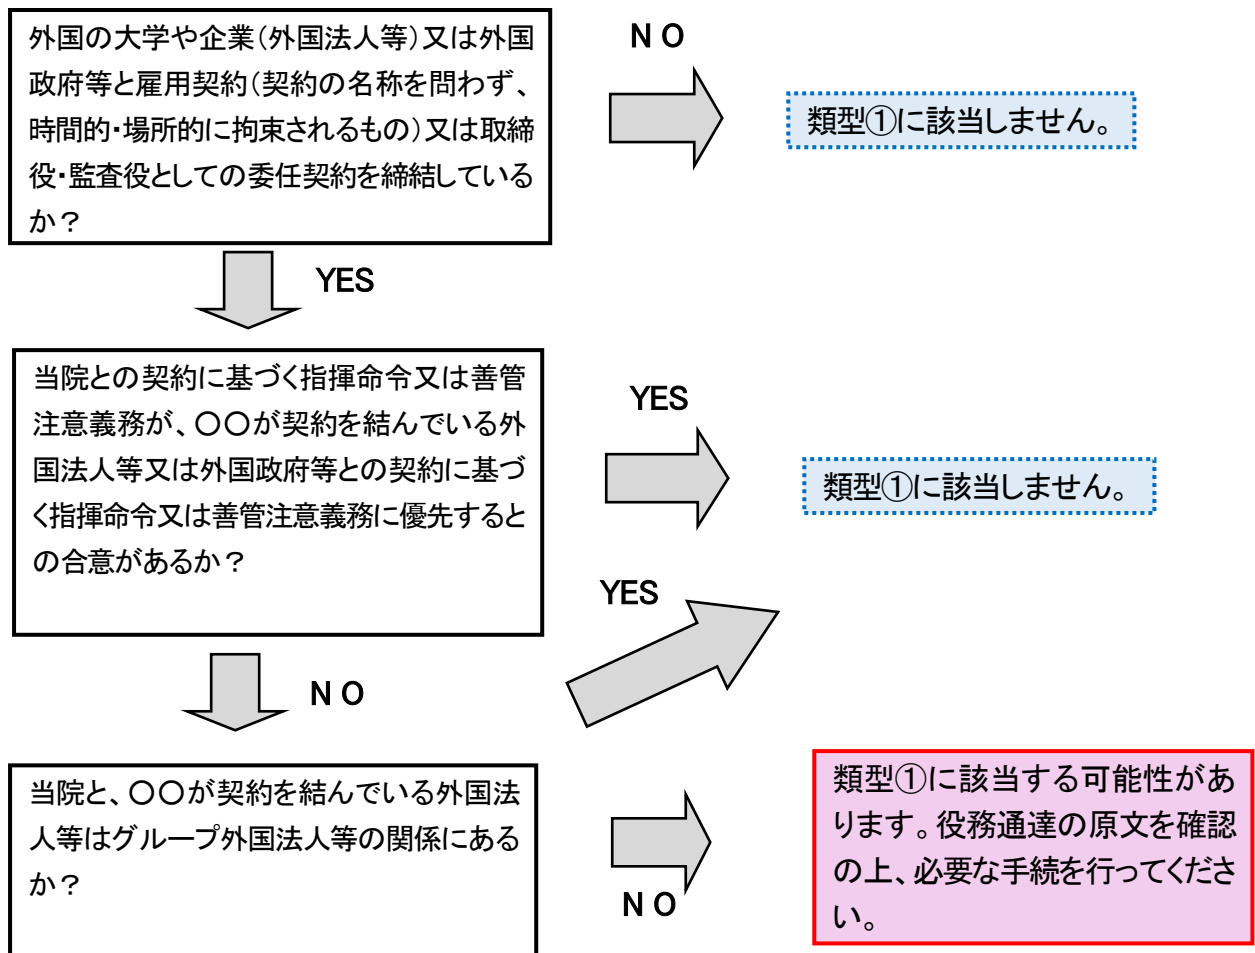 外国の大学や企業(外国法人等)又は外国
政府等と雇用契約(契約の名称を問わず、
時間的・場所的に拘束されるもの)又は取締
役・監査役としての委任契約を締結している
か？
NO
類型①に該当しません。
YES
当院との契約に基づく指揮命令又は善管
注意義務が、〇〇が契約を結んでいる外
国法人等又は外国政府等との契約に基づ
く指揮命令又は善管注意義務に優先すると
の合意があるか？
YES
類型①に該当しません。
YES
NO
当院と、〇〇が契約を結んでいる外国法
人等はグループ外国法人等の関係にある
か？
NO
類型①に該当する可能性があ
ります。役務通達の原文を確認
の上、必要な手続を行ってくださ
い。